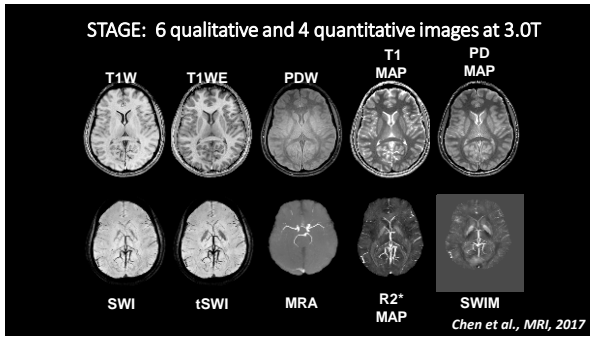 STAGE: 6 qualitative and 4 quantitative images at 3.0T
T1W
T1WE
PDW
T1
MAP
PD
MAP
SWI
tSWI
MRA
R2*
MAP
SWIM
Chen et al., MRI, 2017